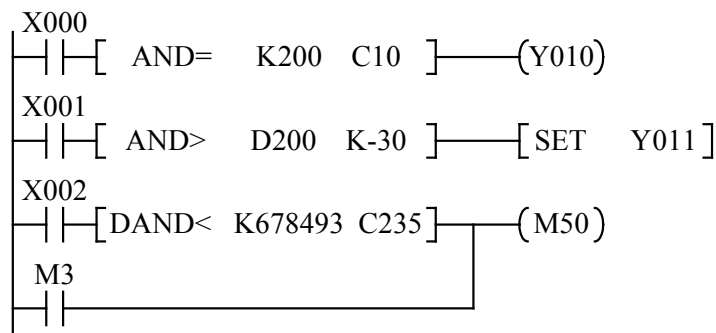 X000
[ AND= K200 C10 ] (Y010)
X001
[ AND> D200 K-30 ] [ SET Y011 ]
X002
[ DAND< K678493 C235 ] (M50)
M3